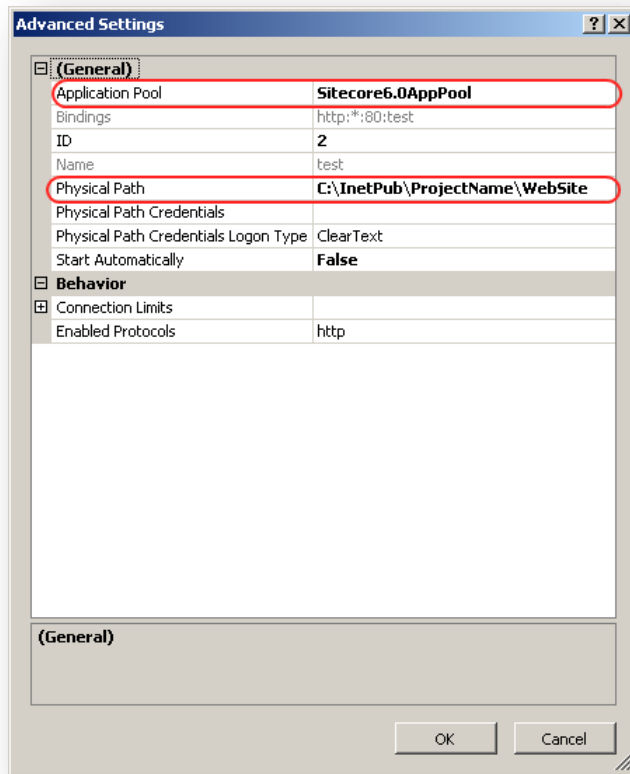 Advanced Settings
(General)
Application Pool Sitecore6.0AppPool
Bindings http:*:80:test
ID 2
Name test
Physical Path C:\InetPub\ProjectName\WebSite
Physical Path Credentials
Physical Path Credentials Logon Type ClearText
Start Automatically False
Behavior
Connection Limits
Enabled Protocols http
(General)
OK Cancel